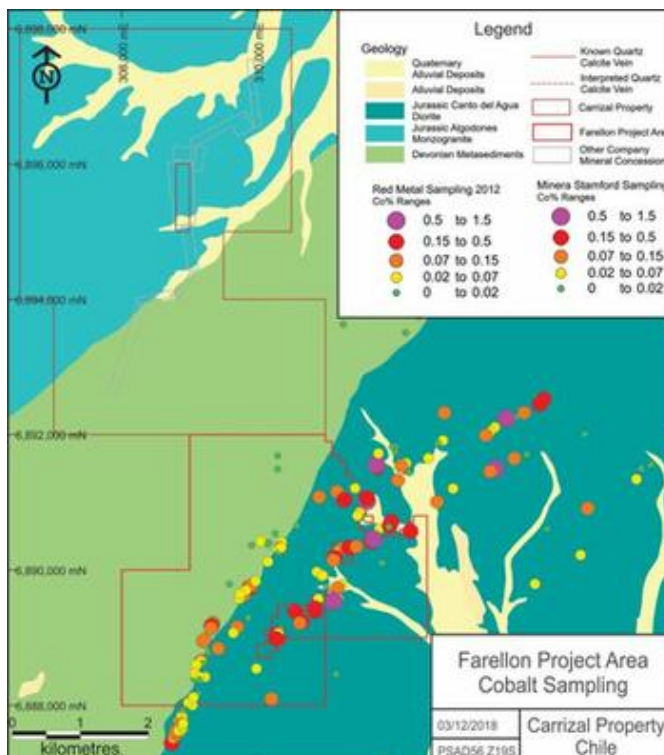 6,898,000 mN
308,000 mE
310,000 mE
N
6,896,000 mN
6,894,000 mN
6,892,000 mN
6,890,000 mN
6,888,000 mN
Legend
Geology
Quaternary
Alluvial Deposits
Alluvial Deposits
Jurassic Canto del Agua
Diorite
Jurassic Algodones
Monzogranite
Devonian Metasediments
Known Quartz
Calcite Vein
Interpreted Quartz
Calcite Vein
Carrizal Property
Farellon Project Area
Other Company
Mineral Concession
Red Metal Sampling 2012
Co% Ranges
0.5 to 1.5
0.15 to 0.5
0.07 to 0.15
0.02 to 0.07
0 to 0.02
Minera Stamford Sampling
Co% Ranges
0.5 to 1.5
0.15 to 0.5
0.07 to 0.15
0.02 to 0.07
0 to 0.02
0 1 2
kilometres
Farellon Project Area
Cobalt Sampling
03/12/2018
PSAD56 Z19S
Carrizal Property
Chile